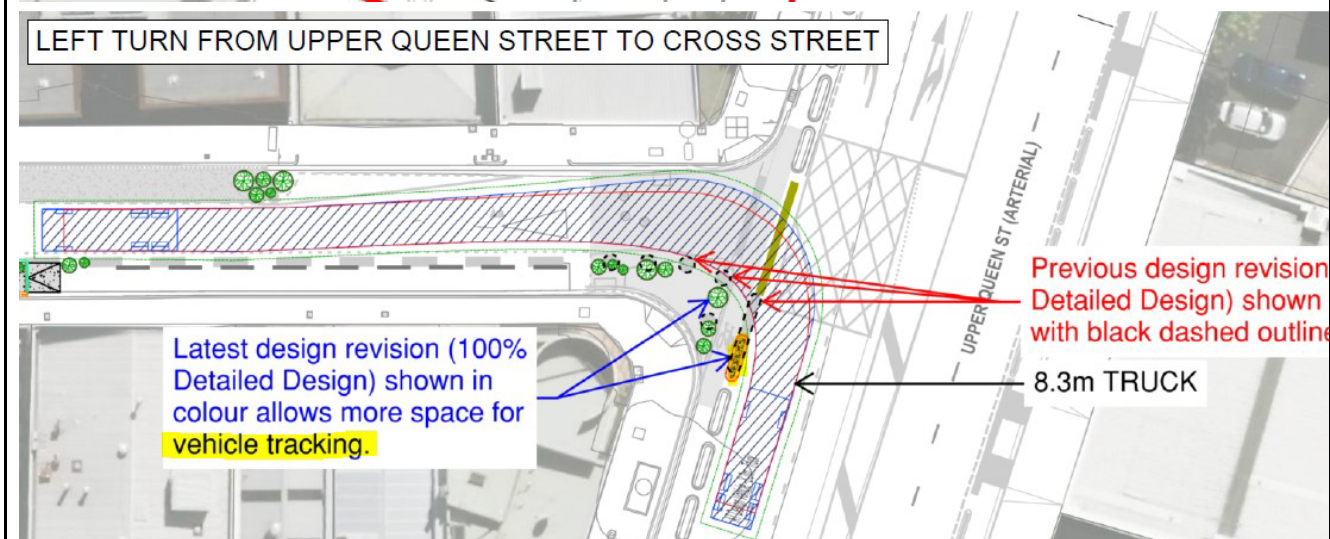 LEFT TURN FROM UPPER QUEEN STREET TO CROSS STREET
UPPER QUEEN ST (ARTERIAL)
Previous design revision
Detailed Design) shown
with black dashed outline
8.3m TRUCK
Latest design revision (100%
Detailed Design) shown in
colour allows more space for
vehicle tracking.